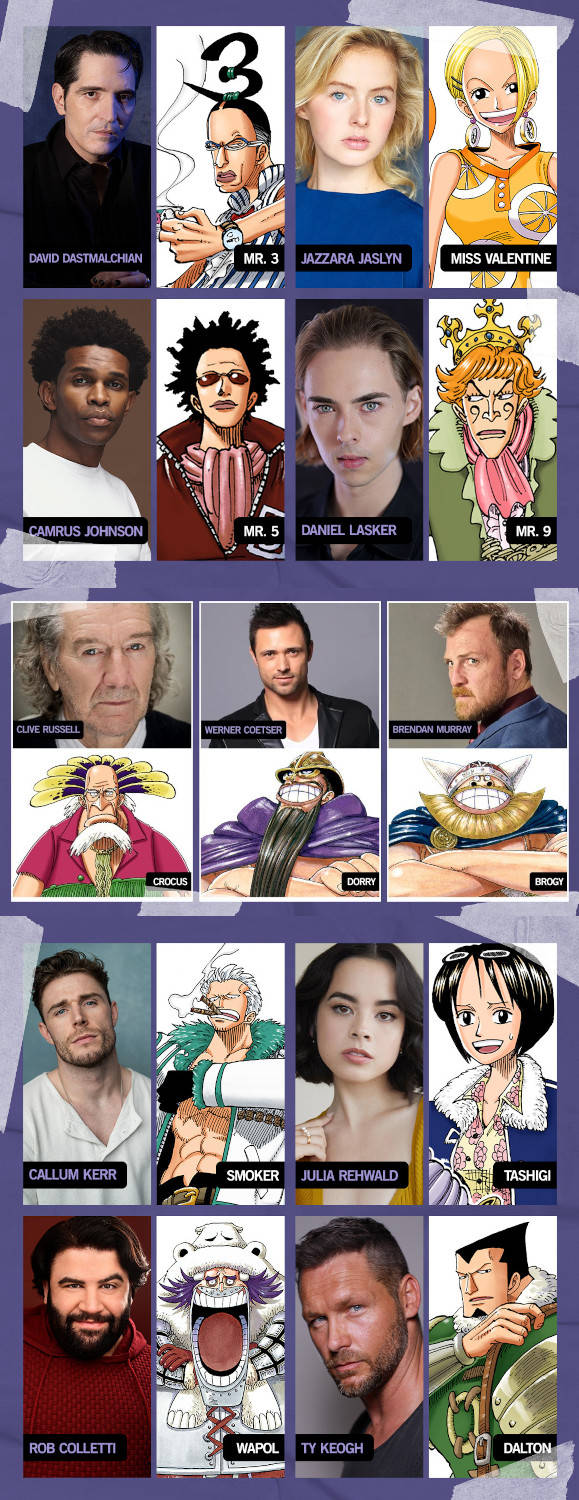 DAVID DASTMALCHIAN
MR. 3
JAZZARA JASLYN
MISS VALENTINE
CAMRUS JOHNSON
MR. 5
DANIEL LASKER
MR. 9
CLIVE RUSSELL
WERNER COETSER
BRENDAN MURRAY
CROCUS
DORRY
BROGY
CALLUM KERR
SMOKER
JULIA REHWALD
TASHIGI
ROB COLLETTI
WAPOL
TY KEOGH
DALTON